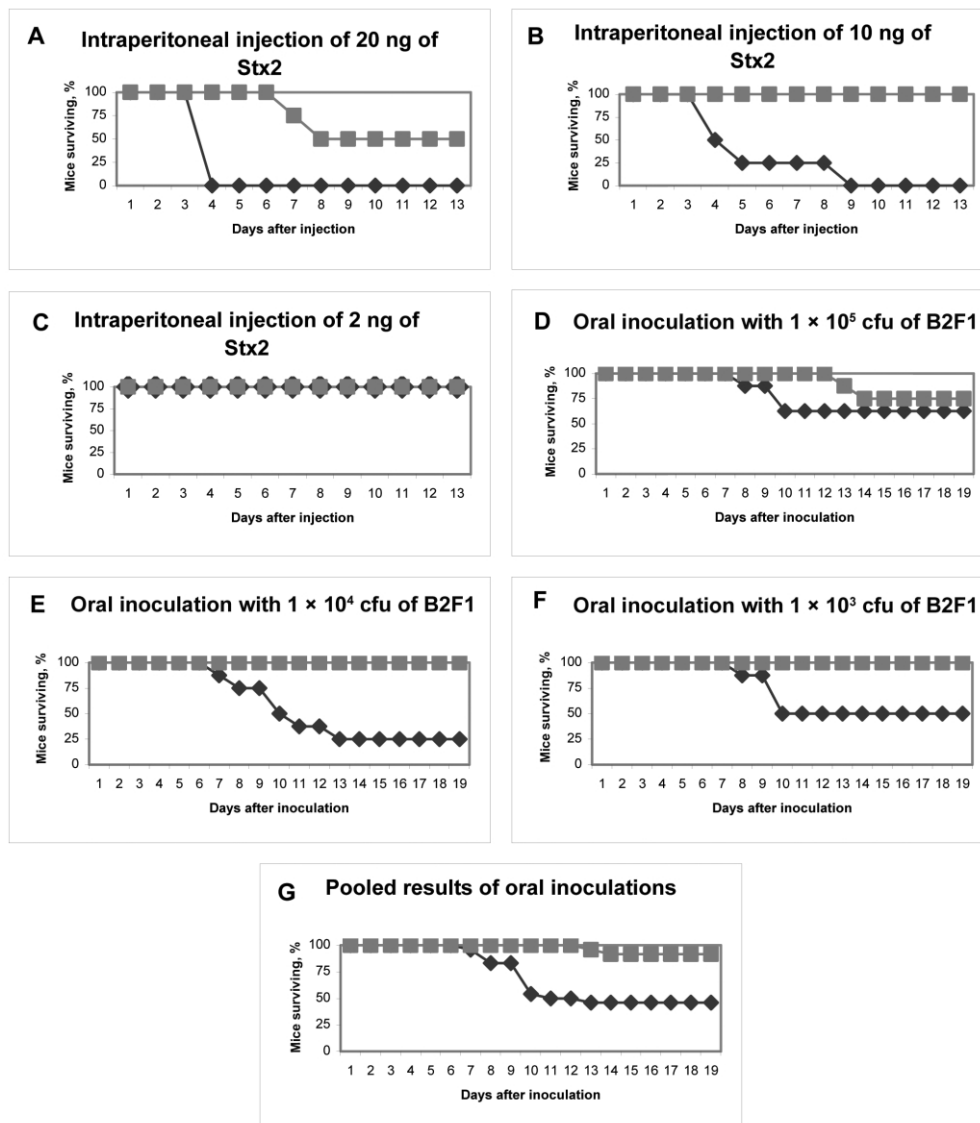 A Intraperitoneal injection of 20 ng of
Stx2
Mice surviving, %
100
75
50
25
0
1 2 3 4 5 6 7 8 9 10 11 12 13
Days after injection
B Intraperitoneal injection of 10 ng of
Stx2
Mice surviving, %
100
75
50
25
0
1 2 3 4 5 6 7 8 9 10 11 12 13
Days after injection
C Intraperitoneal injection of 2 ng of
Stx2
Mice surviving, %
100
75
50
25
0
1 2 3 4 5 6 7 8 9 10 11 12 13
Days after injection
D Oral inoculation with 1 × 10⁵ cfu of B2F1
Mice surviving, %
100
75
50
25
0
1 2 3 4 5 6 7 8 9 10 11 12 13 14 15 16 17 18 19
Days after inoculation
E Oral inoculation with 1 × 10⁴ cfu of B2F1
Mice surviving, %
100
75
50
25
0
1 2 3 4 5 6 7 8 9 10 11 12 13 14 15 16 17 18 19
Days after inoculation
F Oral inoculation with 1 × 10³ cfu of B2F1
Mice surviving, %
100
75
50
25
0
1 2 3 4 5 6 7 8 9 10 11 12 13 14 15 16 17 18 19
Days after inoculation
G Pooled results of oral inoculations
Mice surviving, %
100
75
50
25
0
1 2 3 4 5 6 7 8 9 10 11 12 13 14 15 16 17 18 19
Days after inoculation